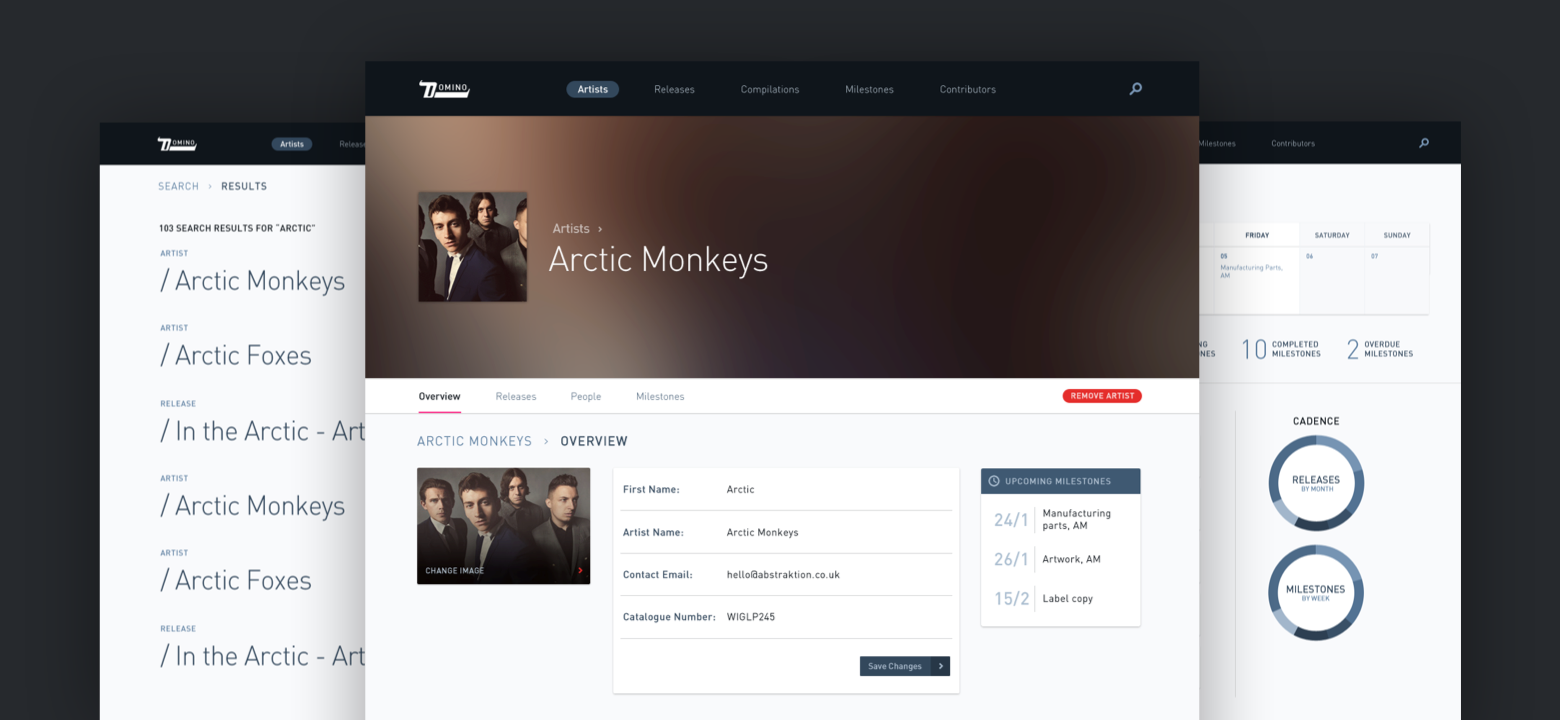 DOMINO
Artists
Releases
Compilations
Milestones
Contributors
Artists ›
Arctic Monkeys
Overview
Releases
People
Milestones
REMOVE ARTIST
ARCTIC MONKEYS › OVERVIEW
CHANGE IMAGE
First Name: Arctic
Artist Name: Arctic Monkeys
Contact Email: hello@abstraktion.co.uk
Catalogue Number: WIGLP245
Save Changes
UPCOMING MILESTONES
24/1 Manufacturing
parts, AM
26/1 Artwork, AM
15/2 Label copy
DOMINO
Artists
SEARCH › RESULTS
103 SEARCH RESULTS FOR "ARCTIC"
ARTIST
/ Arctic Monkeys
ARTIST
/ Arctic Foxes
RELEASE
/ In the Arctic - Art
ARTIST
/ Arctic Monkeys
ARTIST
/ Arctic Foxes
RELEASE
/ In the Arctic - Art
Milestones
Contributors
FRIDAY
SATURDAY
SUNDAY
05
06
07
Manufacturing Parts,
AM
10 COMPLETED
MILESTONES
2 OVERDUE
MILESTONES
CADENCE
RELEASES
BY MONTH
MILESTONES
BY WEEK